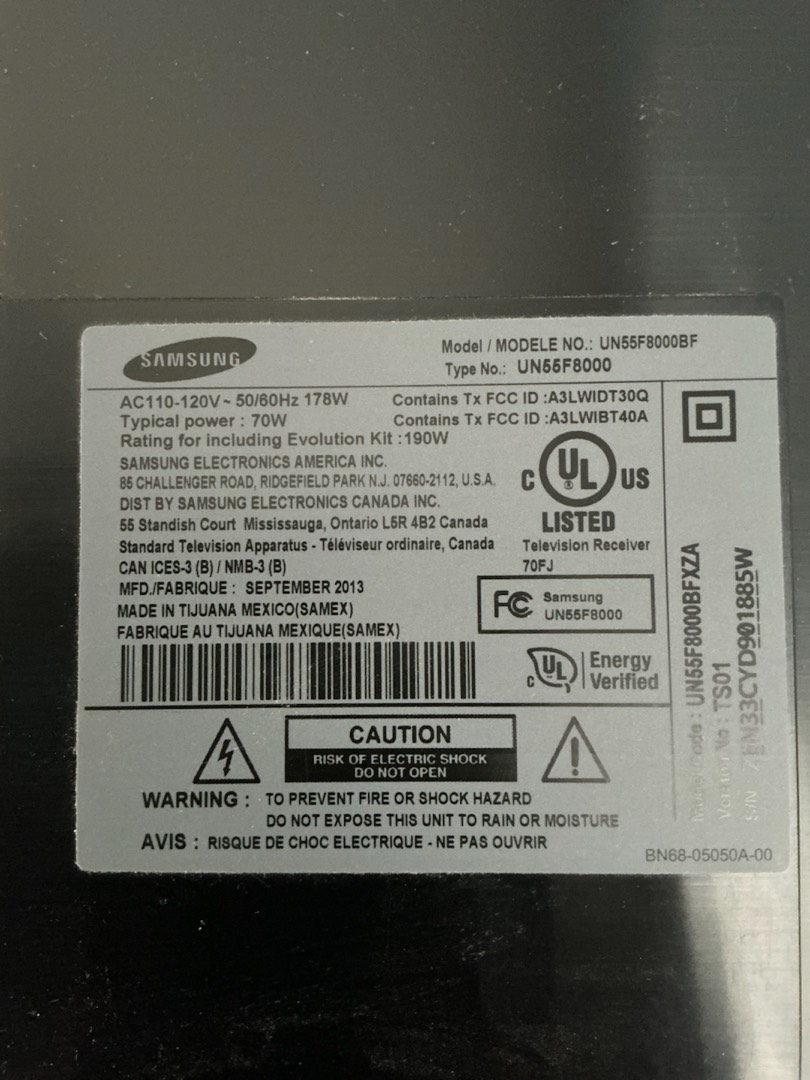 SAMSUNG
Model / MODELE NO.: UN55F8000BF
Type No.: UN55F8000
AC110-120V ~ 50/60Hz 178W
Typical power : 70W
Rating for including Evolution Kit :190W
Contains Tx FCC ID :A3LWIDT30Q
Contains Tx FCC ID :A3LWIBT40A
SAMSUNG ELECTRONICS AMERICA INC.
85 CHALLENGER ROAD, RIDGEFIELD PARK N.J. 07660-2112, U.S.A.
DIST BY SAMSUNG ELECTRONICS CANADA INC.
55 Standish Court Mississauga, Ontario L5R 4B2 Canada
Standard Television Apparatus - Téléviseur ordinaire, Canada
CAN ICES-3 (B) / NMB-3 (B)
MFD./FABRIQUE : SEPTEMBER 2013
MADE IN TIJUANA MEXICO(SAMEX)
FABRIQUE AU TIJUANA MEXIQUE(SAMEX)
C UL ® US
LISTED
Television Receiver
70FJ
FC Samsung
UN55F8000
C UL Energy
Verified
CAUTION
RISK OF ELECTRIC SHOCK
DO NOT OPEN
WARNING : TO PREVENT FIRE OR SHOCK HAZARD
DO NOT EXPOSE THIS UNIT TO RAIN OR MOISTURE
AVIS : RISQUE DE CHOC ELECTRIQUE - NE PAS OUVRIR
UN55F8000BFXZA
No : TS01
S/N
BN68-05050A-00